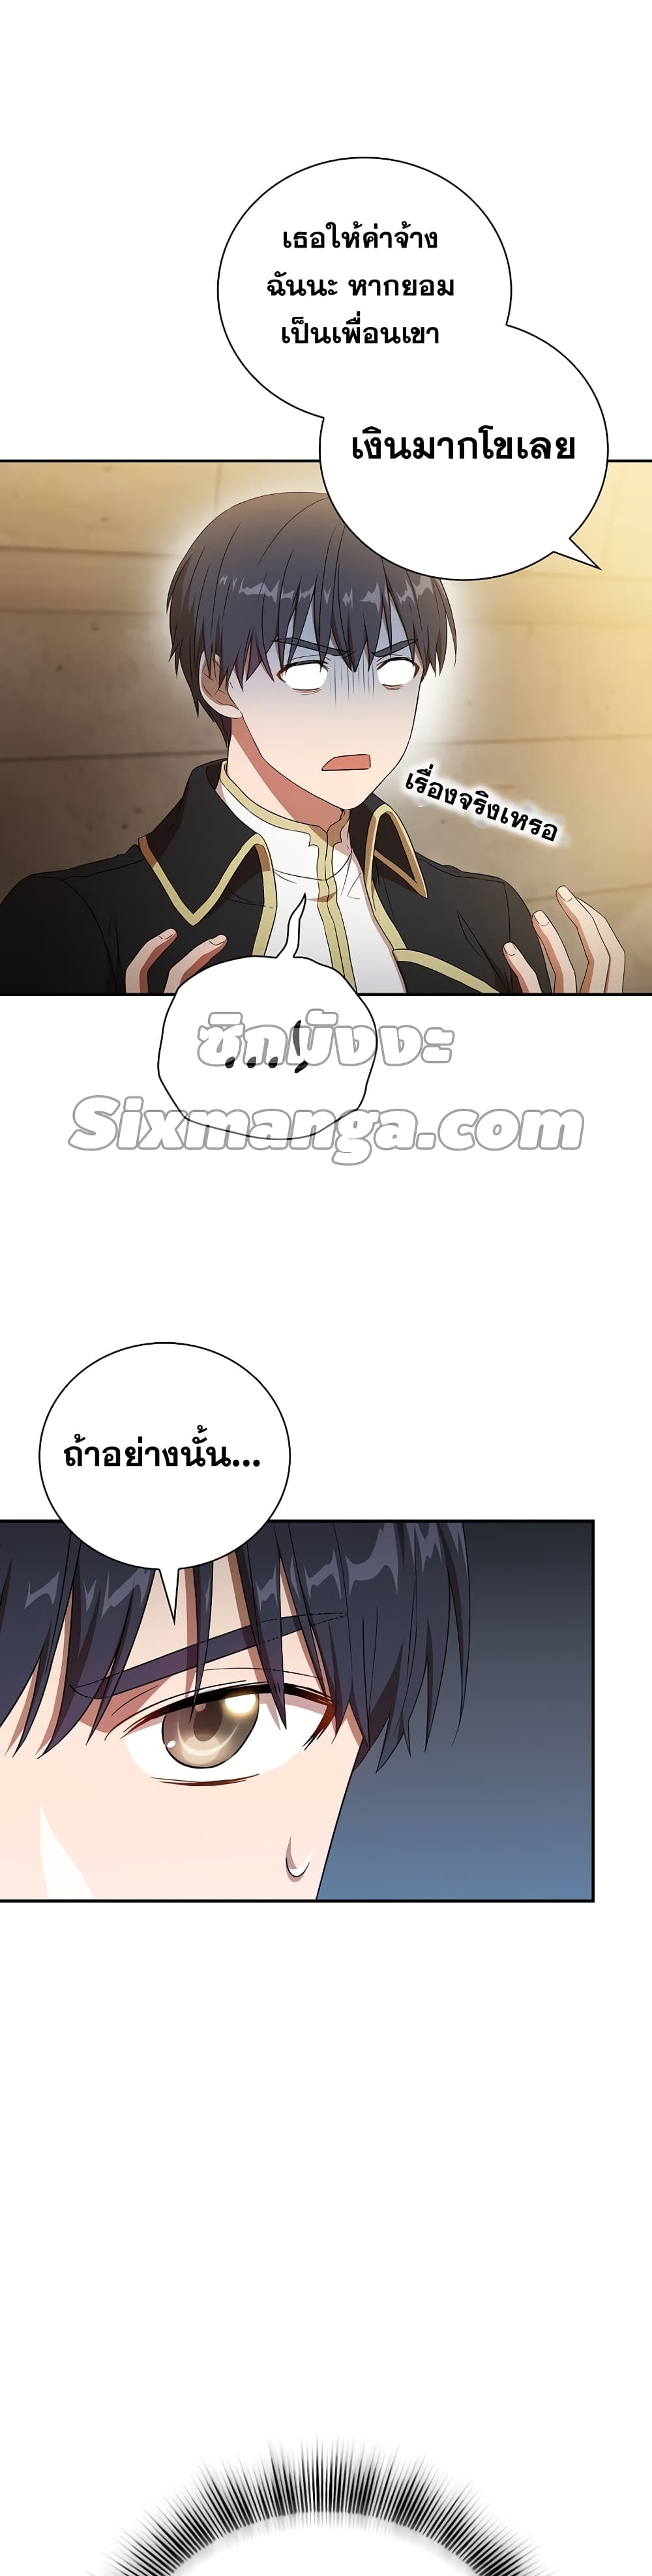 เธอให้ค่าจ้าง
ฉันนะ หากยอม
เป็นเพื่อนเขา
เงินมากโขเลย
เรื่องจริงเหรอ
ซิกมังงะ
....!
Sixmanga.com
ถ้าอย่างนั้น...